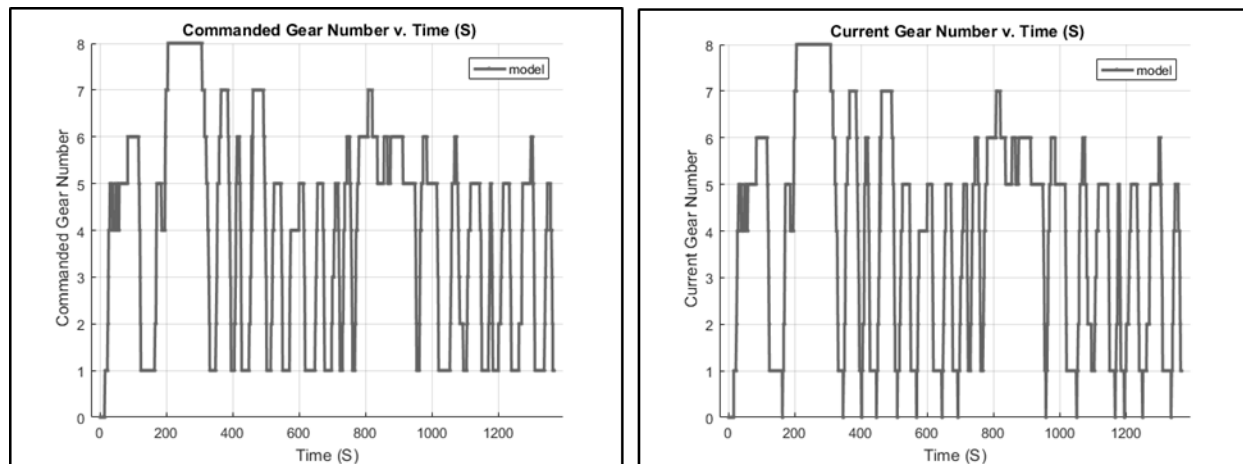 Commanded Gear Number v. Time (S)
8
7
6
5
4
3
2
1
0
Commanded Gear Number
model
0 200 400 600 800 1000 1200
Time (S)
Current Gear Number v. Time (S)
8
7
6
5
4
3
2
1
0
Current Gear Number
model
0 200 400 600 800 1000 1200
Time (S)